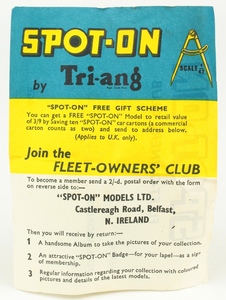 SPOT-ON
SCALE 1/42
by Tri-ang
"SPOT-ON" FREE GIFT SCHEME
You can get a FREE "SPOT-ON" Model to retail value
of 3/9 by Saving ten "SPOT-ON" car cartons (a commercial
carton counts as two) and send to address below.
(Applies to U.K. only).
Join the
FLEET-OWNERS' CLUB
To become a member send a 2/-d. postal order with the form
on reverse side to:—
"SPOT-ON" MODELS LTD.
Castlereagh Road, Belfast,
N. IRELAND
Then you will receive by return:—
1 A handsome Album to take the pictures of your collection.
2 An attractive "SPOT-ON" Badge—for your lapel—as a sign
of membership.
3 Regular information regarding your collection with coloured
pictures and details of the latest models.